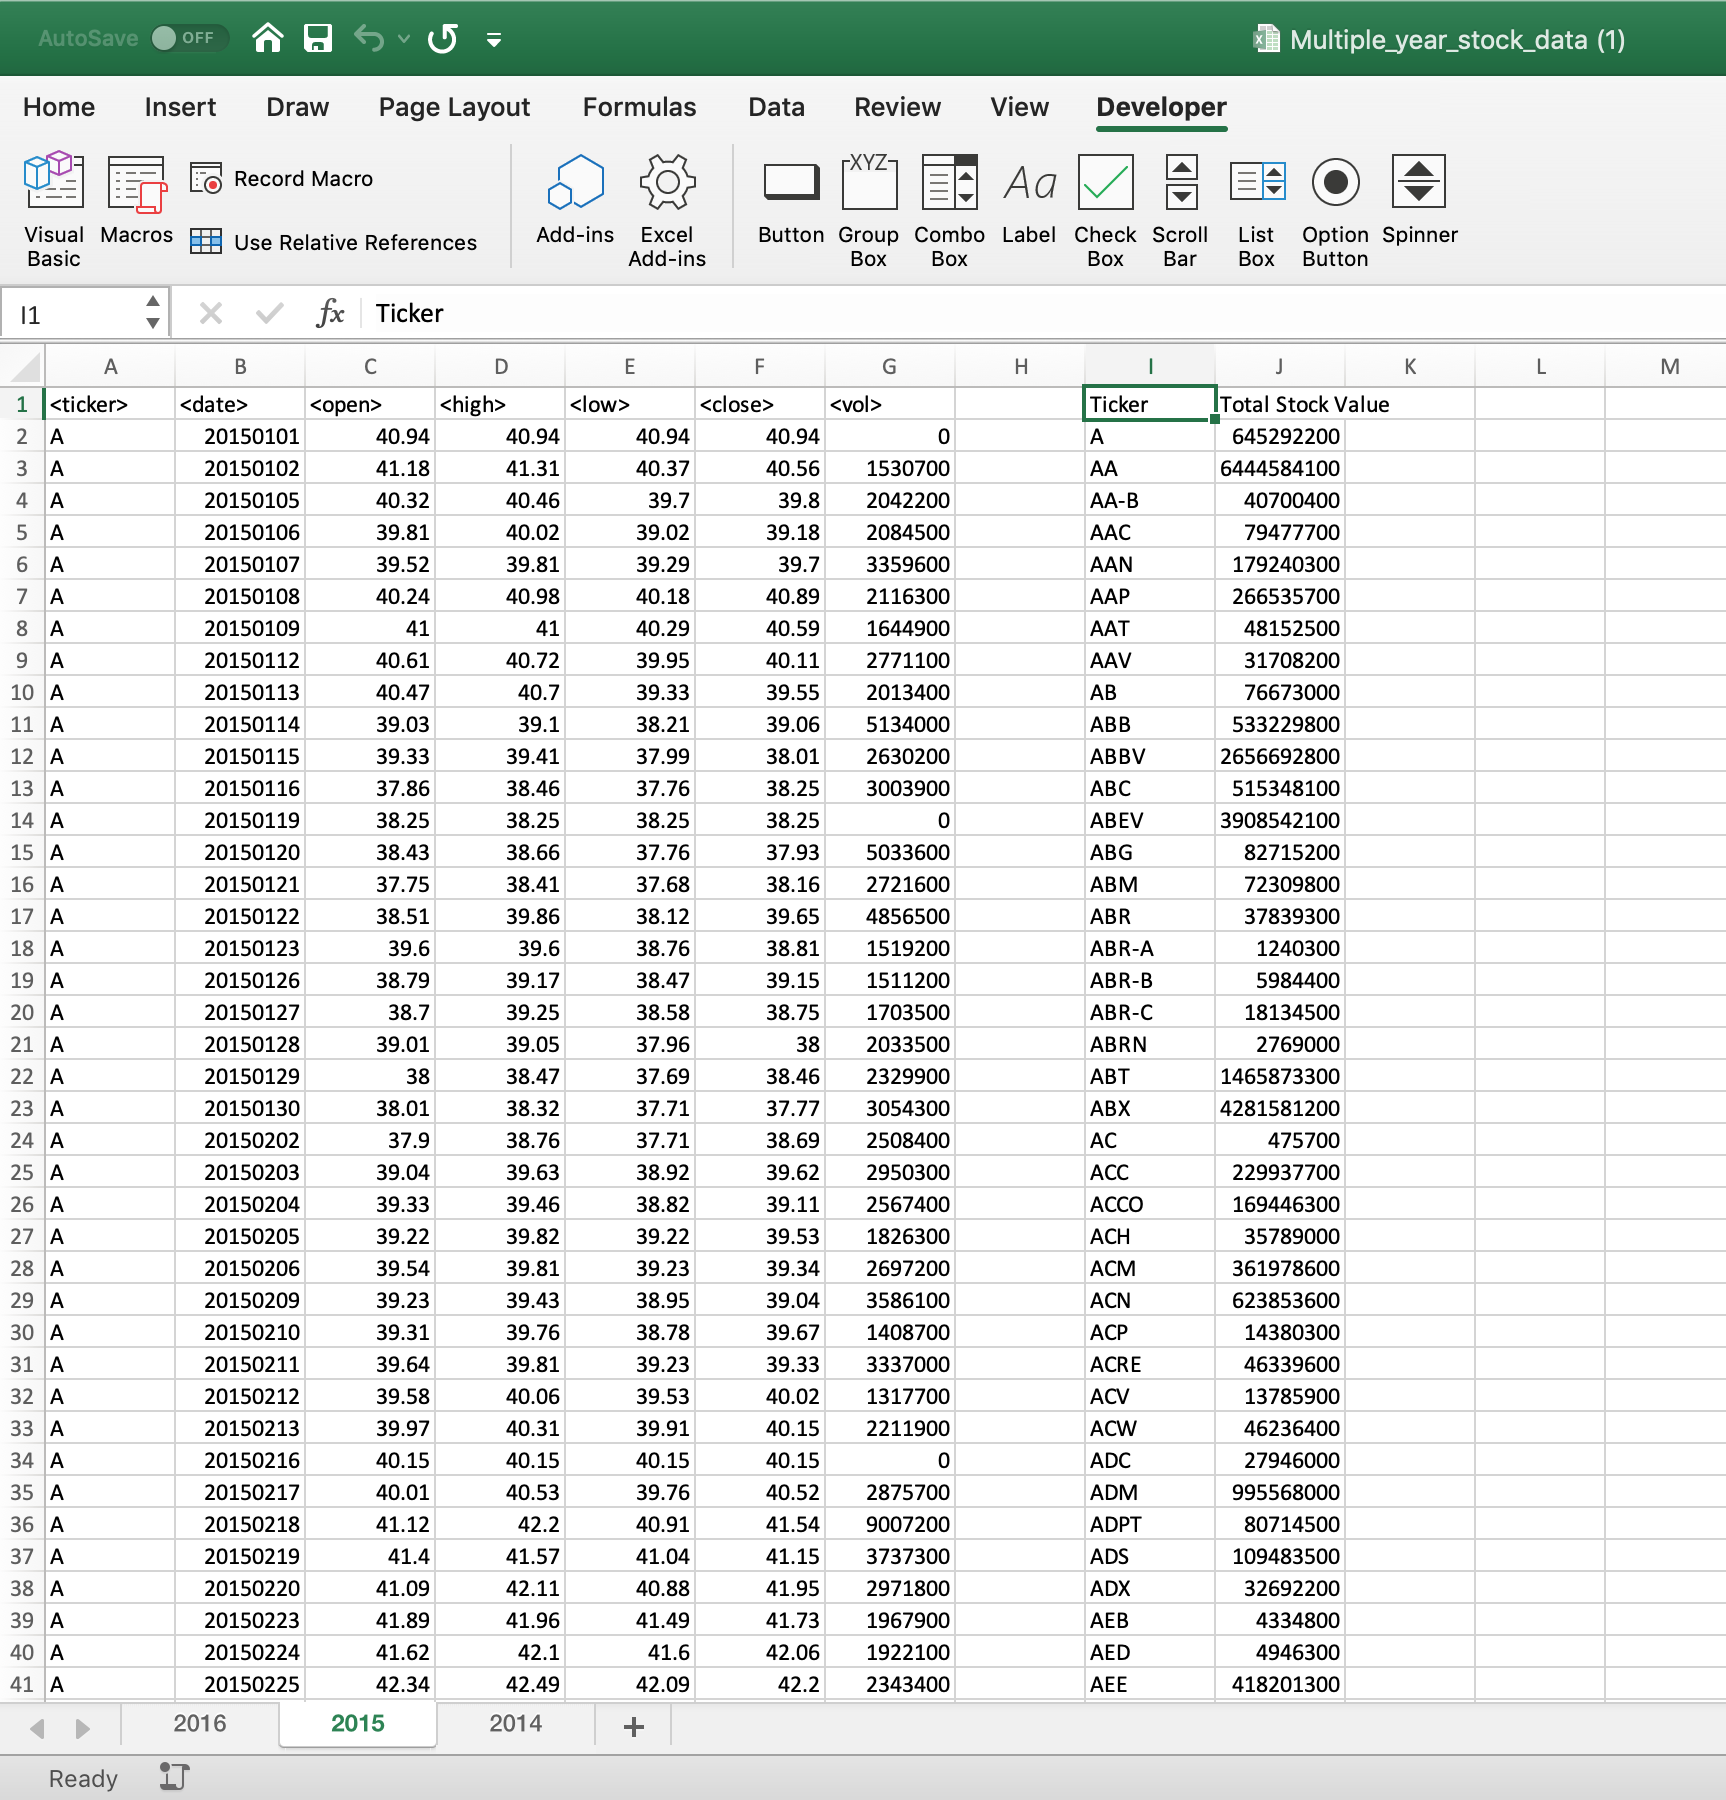 AutoSave OFF Multiple_year_stock_data (1)
Home Insert Draw Page Layout Formulas Data Review View Developer
Visual Basic Macros Record Macro Use Relative References Add-ins Excel Add-ins Button XYZ Group Box Combo Box Aa Label Check Box Scroll Bar List Box Option Button Spinner
I1 fx Ticker
A B C D E F G H I J K L M
1 <ticker> <date> <open> <high> <low> <close> <vol> Ticker Total Stock Value
2 A 20150101 40.94 40.94 40.94 40.94 0 A 645292200
3 A 20150102 41.18 41.31 40.37 40.56 1530700 AA 6444584100
4 A 20150105 40.32 40.46 39.7 39.8 2042200 AA-B 40700400
5 A 20150106 39.81 40.02 39.02 39.18 2084500 AAC 79477700
6 A 20150107 39.52 39.81 39.29 39.7 3359600 AAN 179240300
7 A 20150108 40.24 40.98 40.18 40.89 2116300 AAP 266535700
8 A 20150109 41 41 40.29 40.59 1644900 AAT 48152500
9 A 20150112 40.61 40.72 39.95 40.11 2771100 AAV 31708200
10 A 20150113 40.47 40.7 39.33 39.55 2013400 AB 76673000
11 A 20150114 39.03 39.1 38.21 39.06 5134000 ABB 533229800
12 A 20150115 39.33 39.41 37.99 38.01 2630200 ABBV 2656692800
13 A 20150116 37.86 38.46 37.76 38.25 3003900 ABC 515348100
14 A 20150119 38.25 38.25 38.25 38.25 0 ABEV 3908542100
15 A 20150120 38.43 38.66 37.76 37.93 5033600 ABG 82715200
16 A 20150121 37.75 38.41 37.68 38.16 2721600 ABM 72309800
17 A 20150122 38.51 39.86 38.12 39.65 4856500 ABR 37839300
18 A 20150123 39.6 39.6 38.76 38.81 1519200 ABR-A 1240300
19 A 20150126 38.79 39.17 38.47 39.15 1511200 ABR-B 5984400
20 A 20150127 38.7 39.25 38.58 38.75 1703500 ABR-C 18134500
21 A 20150128 39.01 39.05 37.96 38 2033500 ABRN 2769000
22 A 20150129 38 38.47 37.69 38.46 2329900 ABT 1465873300
23 A 20150130 38.01 38.32 37.71 37.77 3054300 ABX 4281581200
24 A 20150202 37.9 38.76 37.71 38.69 2508400 AC 475700
25 A 20150203 39.04 39.63 38.92 39.62 2950300 ACC 229937700
26 A 20150204 39.33 39.46 38.82 39.11 2567400 ACCO 169446300
27 A 20150205 39.22 39.82 39.22 39.53 1826300 ACH 35789000
28 A 20150206 39.54 39.81 39.23 39.34 2697200 ACM 361978600
29 A 20150209 39.23 39.43 38.95 39.04 3586100 ACN 623853600
30 A 20150210 39.31 39.76 38.78 39.67 1408700 ACP 14380300
31 A 20150211 39.64 39.81 39.23 39.33 3337000 ACRE 46339600
32 A 20150212 39.58 40.06 39.53 40.02 1317700 ACV 13785900
33 A 20150213 39.97 40.31 39.91 40.15 2211900 ACW 46236400
34 A 20150216 40.15 40.15 40.15 40.15 0 ADC 27946000
35 A 20150217 40.01 40.53 39.76 40.52 2875700 ADM 995568000
36 A 20150218 41.12 42.2 40.91 41.54 9007200 ADPT 80714500
37 A 20150219 41.4 41.57 41.04 41.15 3737300 ADS 109483500
38 A 20150220 41.09 42.11 40.88 41.95 2971800 ADX 32692200
39 A 20150223 41.89 41.96 41.49 41.73 1967900 AEB 4334800
40 A 20150224 41.62 42.1 41.6 42.06 1922100 AED 4946300
41 A 20150225 42.34 42.49 42.09 42.2 2343400 AEE 418201300
2016 2015 2014 +
Ready